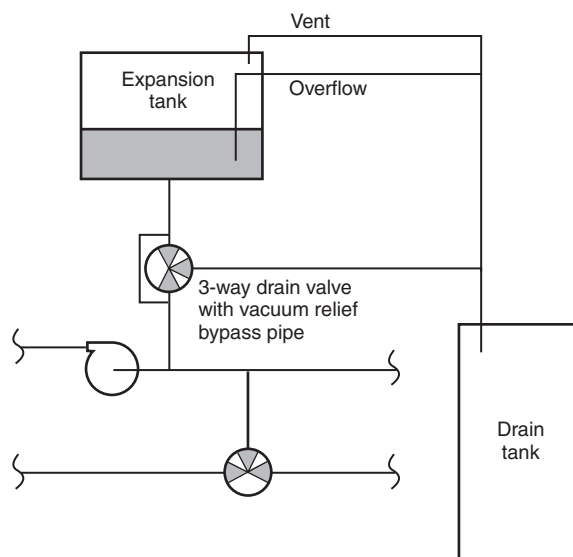 Vent
Expansion
tank
Overflow
3-way drain valve
with vacuum relief
bypass pipe
Drain
tank